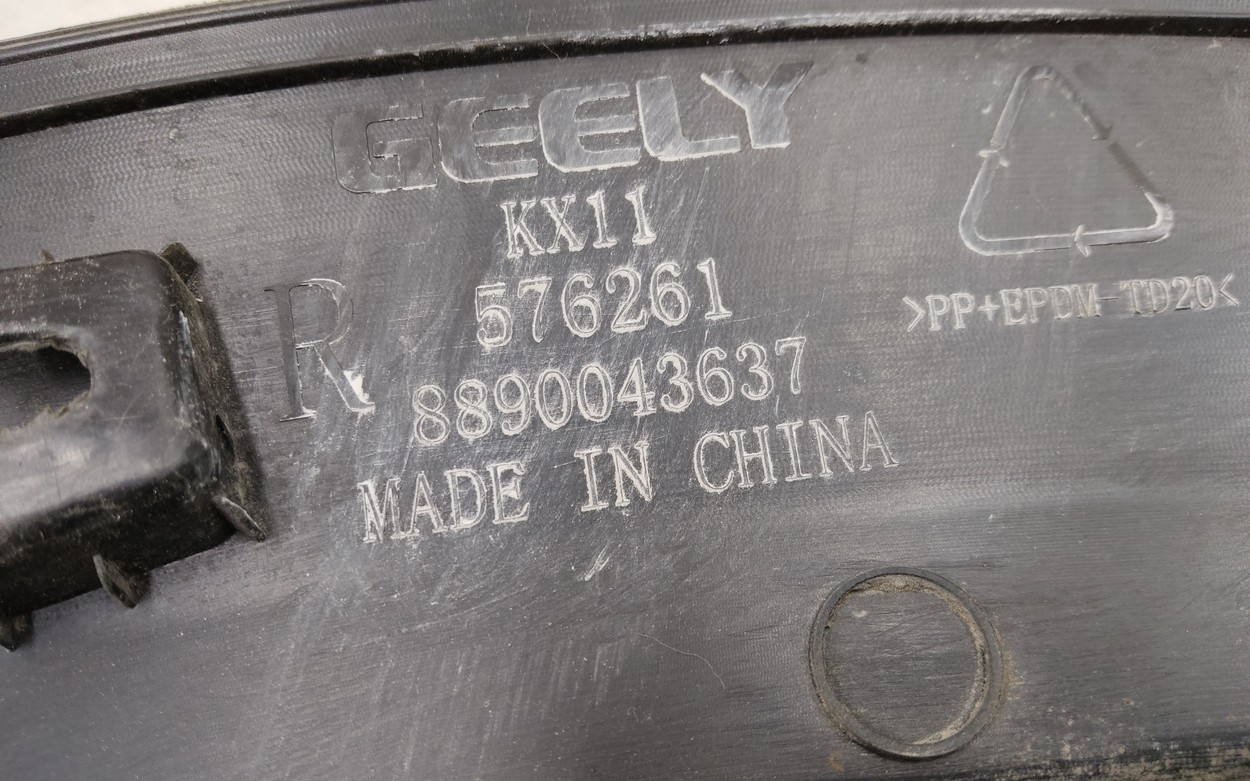 GEELY
KX11
R
576261
8890043637
MADE IN CHINA
>PP+EPDM-TD20<